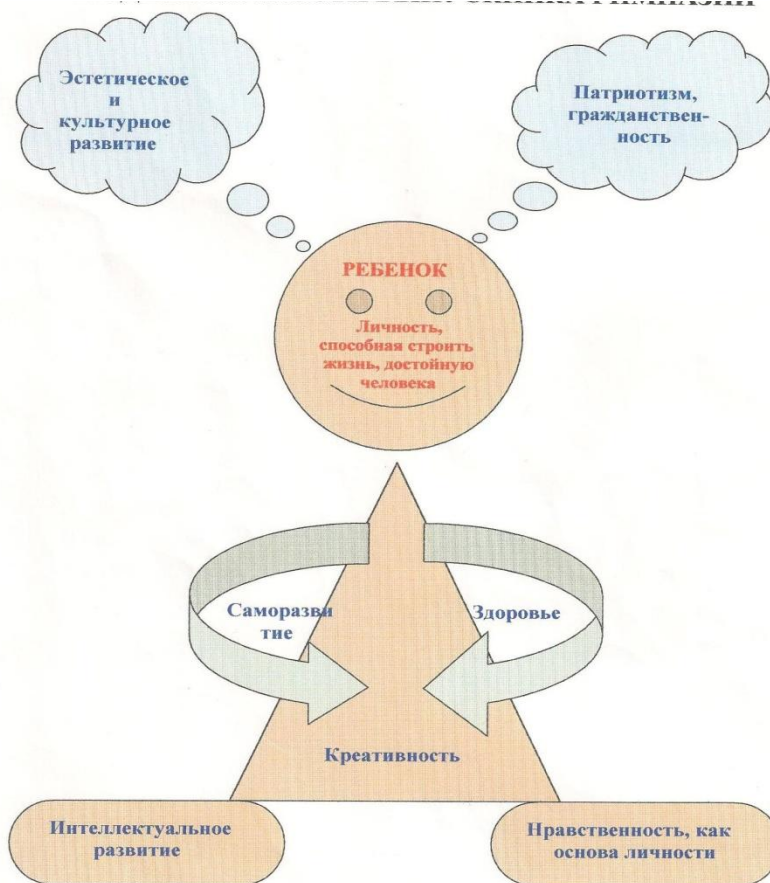 Эстетическое
и
культурное
развитие
Патриотизм,
гражданствен-
ность
РЕБЕНОК
Личность,
способная строить
жизнь, достойную
человека
Саморазви
тие
Здоровье
Креативность
Интеллектуальное
развитие
Нравственность, как
основа личности